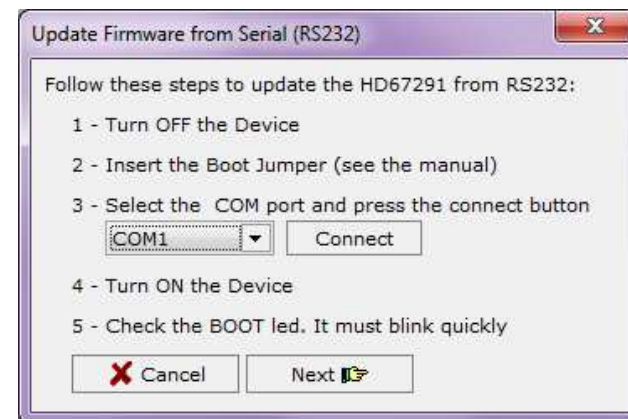 Update Firmware from Serial (RS232)
Follow these steps to update the HD67291 from RS232:
1 - Turn OFF the Device
2 - Insert the Boot Jumper (see the manual)
3 - Select the COM port and press the connect button
COM1 Connect
4 - Turn ON the Device
5 - Check the BOOT led. It must blink quickly
Cancel Next